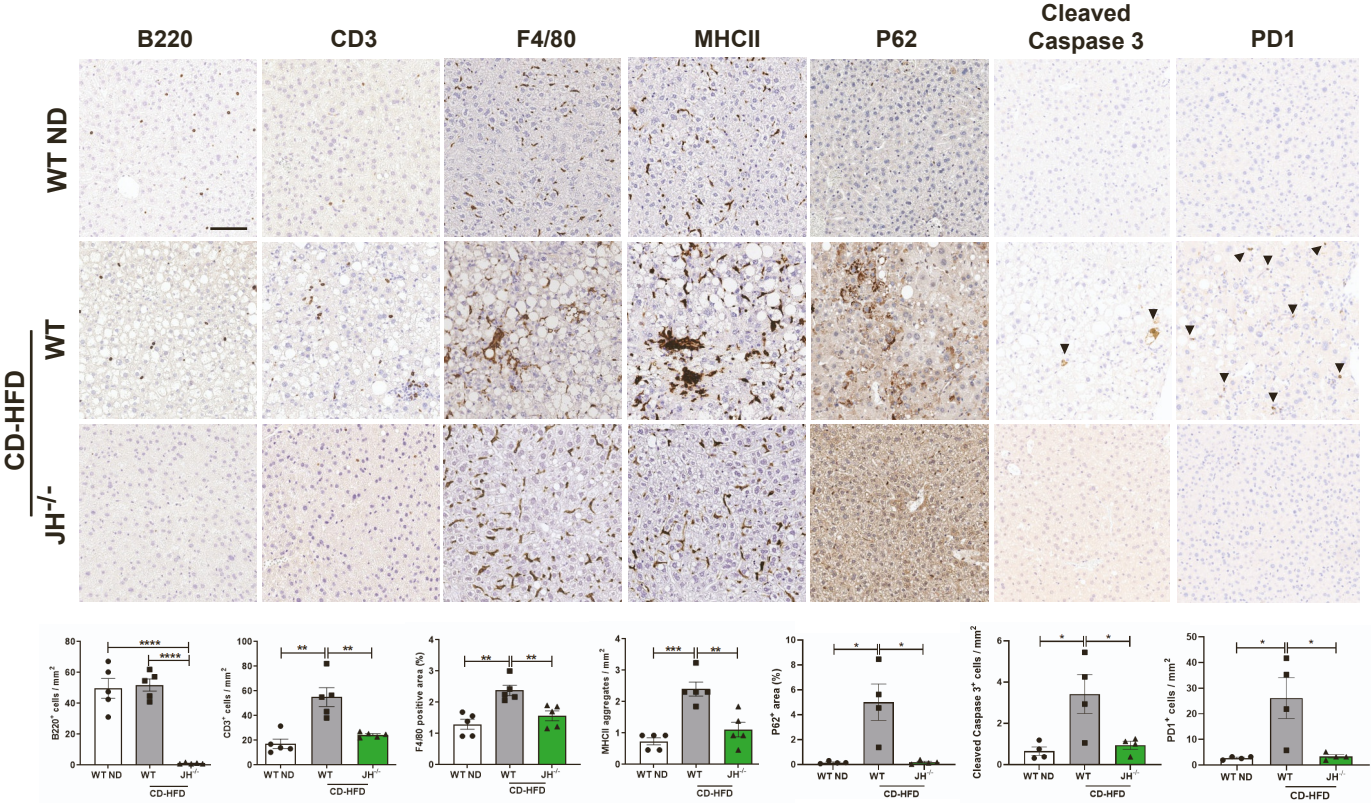 B220
CD3
F4/80
MHCII
P62
Cleaved
Caspase 3
PD1
WT ND
CD-HFD
WT
JH-/-
B220+ cells / mm2
80
60
40
20
0
****
****
WT ND
WT
JH-/-
CD-HFD
CD3+ cells / mm2
100
80
60
40
20
0
**
**
WT ND
WT
JH-/-
CD-HFD
F4/80 positive area (%)
4
3
2
1
0
**
**
WT ND
WT
JH-/-
CD-HFD
MHCII aggregates / mm2
4
3
2
1
0
***
**
WT ND
WT
JH-/-
CD-HFD
P62+ area (%)
10
8
6
4
2
0
*
*
WT ND
WT
JH-/-
CD-HFD
Cleaved Caspase 3+ cells / mm2
6
4
2
0
*
*
WT ND
WT
JH-/-
CD-HFD
PD1+ cells / mm2
50
40
30
20
10
0
*
*
WT ND
WT
JH-/-
CD-HFD